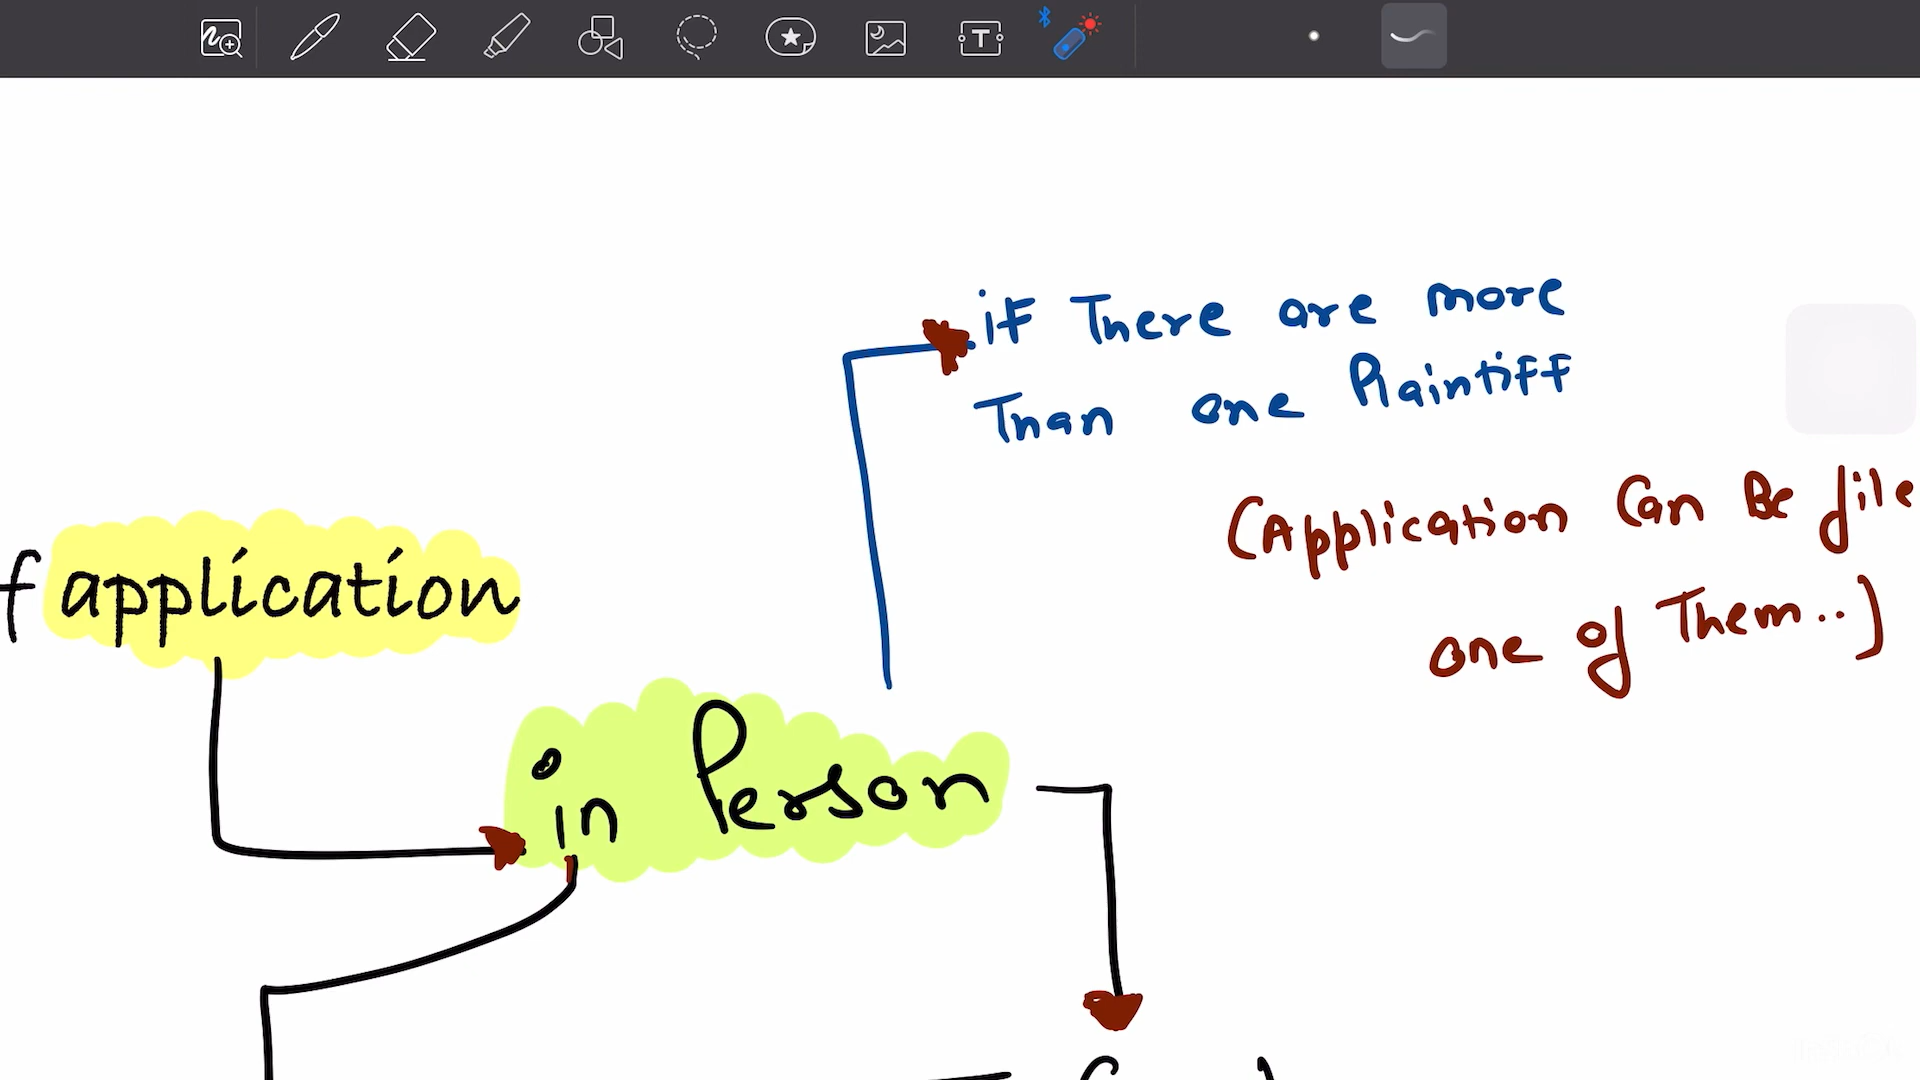 if There are more
Than one Plaintiff
(Application Can Be file
one of Them..)
f application
in Person